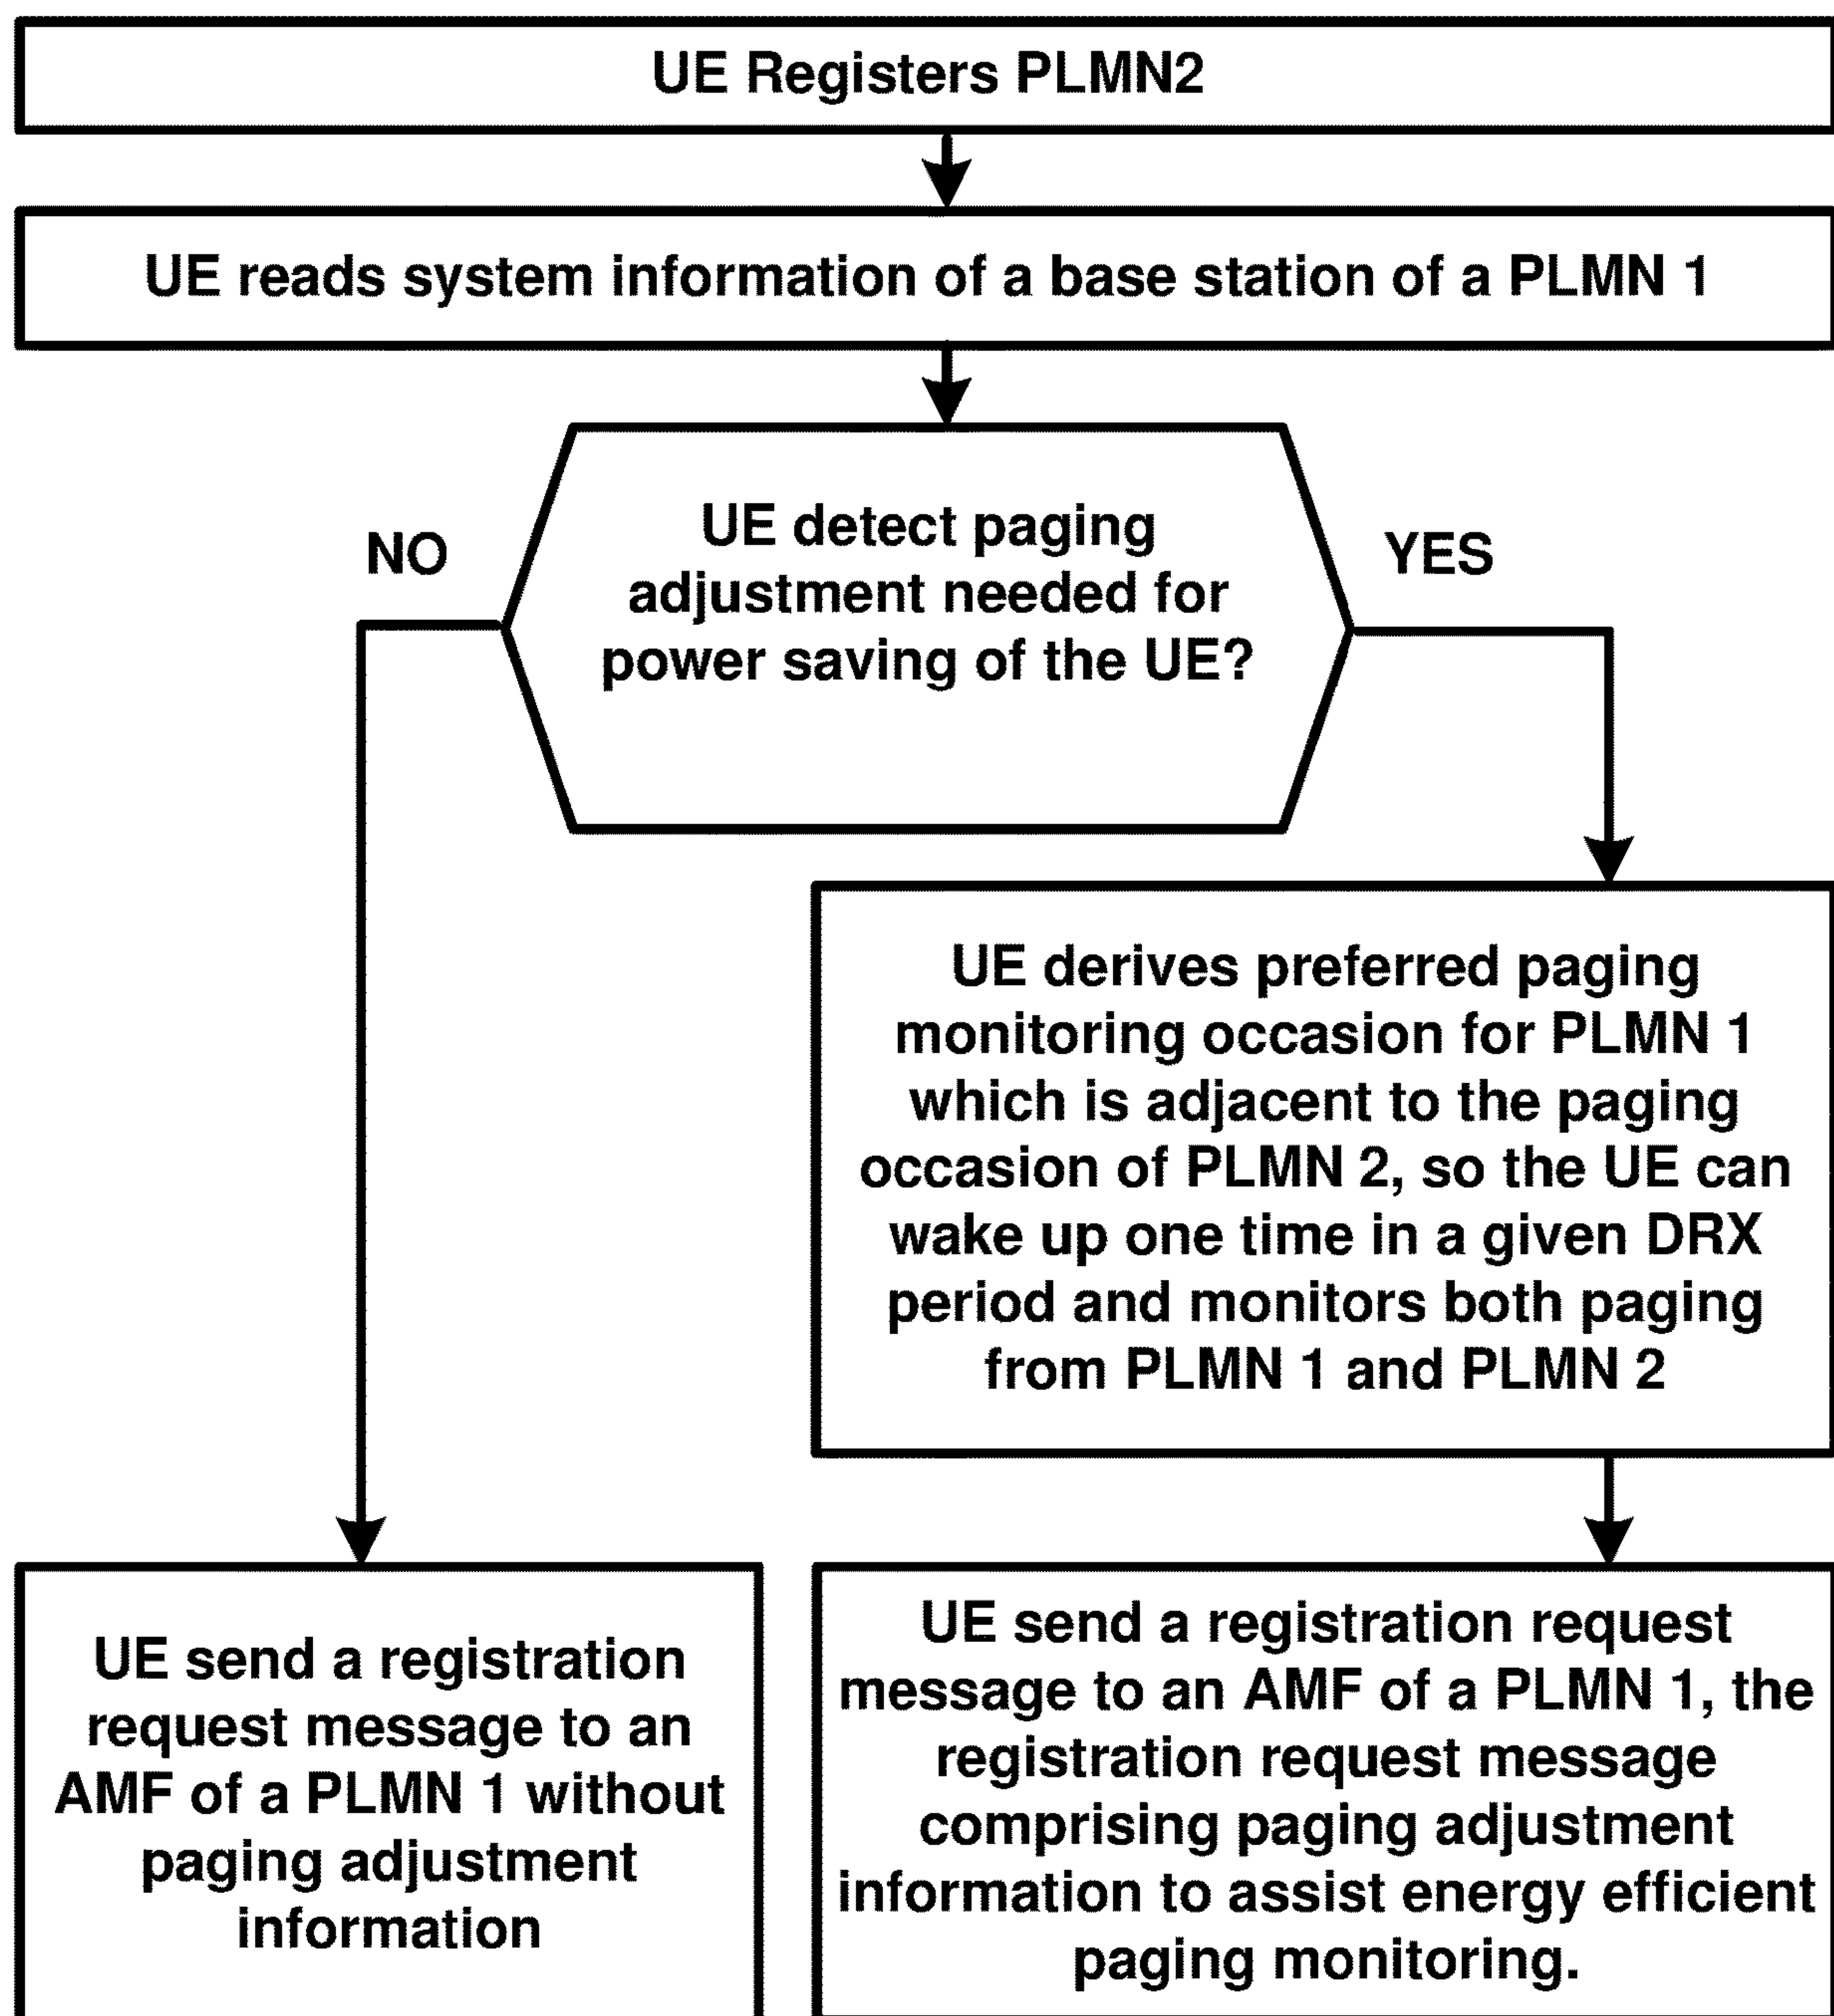 UE Registers PLMN2
UE reads system information of a base station of a PLMN 1
UE detect paging
adjustment needed for
power saving of the UE?
NO
YES
UE derives preferred paging
monitoring occasion for PLMN 1
which is adjacent to the paging
occasion of PLMN 2, so the UE can
wake up one time in a given DRX
period and monitors both paging
from PLMN 1 and PLMN 2
UE send a registration
request message to an
AMF of a PLMN 1 without
paging adjustment
information
UE send a registration request
message to an AMF of a PLMN 1, the
registration request message
comprising paging adjustment
information to assist energy efficient
paging monitoring.